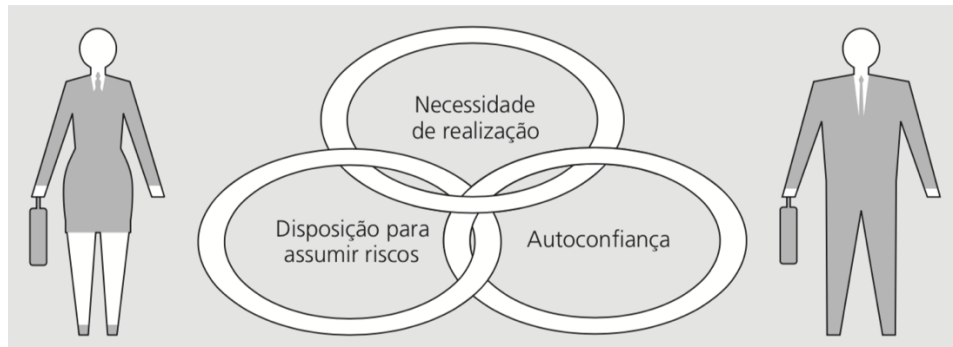 Necessidade
de realização
Disposição para
assumir riscos
Autoconfiança